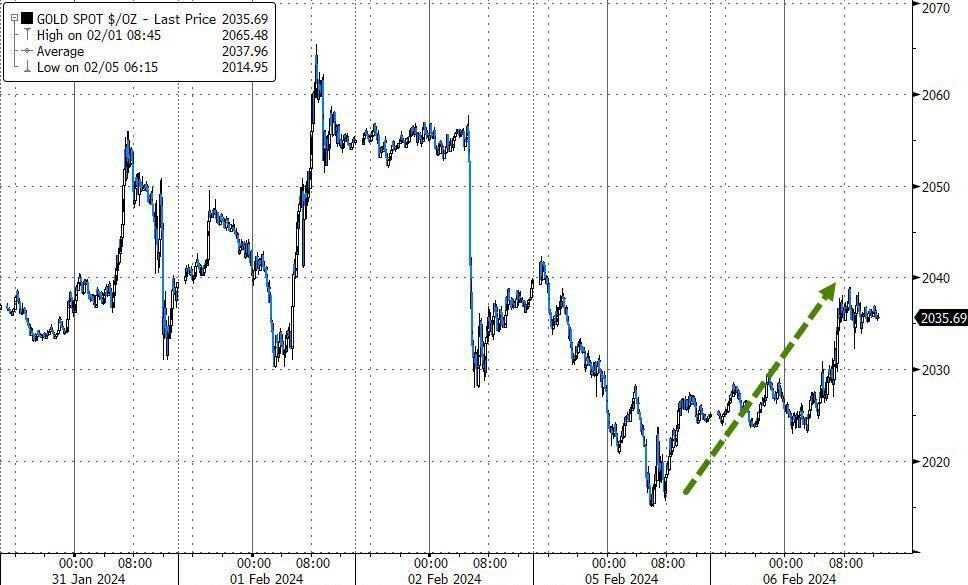 GOLD SPOT $/OZ - Last Price 2035.69
High on 02/01 08:45 2065.48
Average 2037.96
Low on 02/05 06:15 2014.95
2070
2060
2050
2040
2035.69
2030
2020
00:00 08:00 00:00 08:00 00:00 08:00 00:00 08:00 00:00 08:00
31 Jan 2024 01 Feb 2024 02 Feb 2024 05 Feb 2024 06 Feb 2024